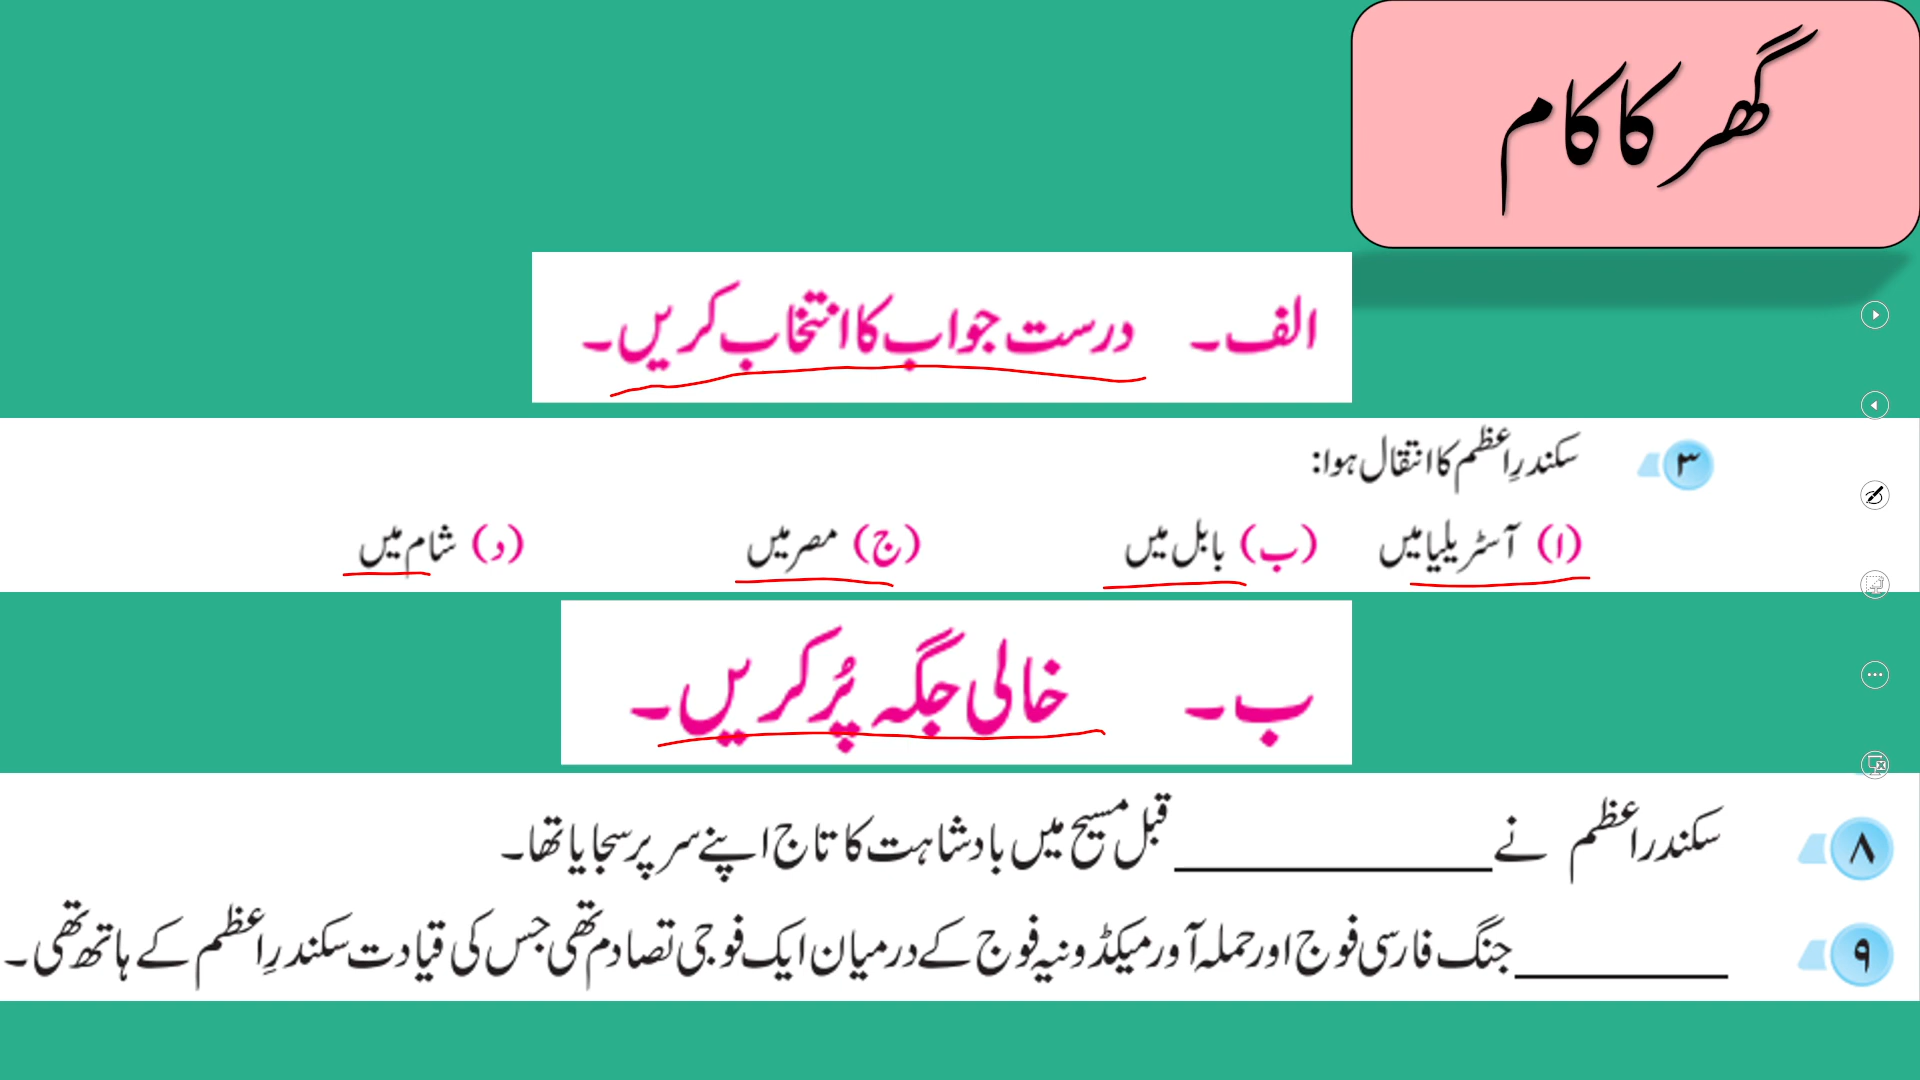 گھر کا کام
الف۔ درست جواب کا انتخاب کریں۔
۳ سکندرِ اعظم کا انتقال ہوا:
(ا) آسٹریلیا میں (ب) بابل میں (ج) مصر میں (د) شام میں
ب۔ خالی جگہ پُر کریں۔
۸ سکندر اعظم نے ____________ قبل مسیح میں بادشاہت کا تاج اپنے سر پر سجایا تھا۔
۹ ____________ جنگ فارسی فوج اور حملہ آور میکڈونیہ فوج کے درمیان ایک فوجی تصادم تھی جس کی قیادت سکندرِ اعظم کے ہاتھ تھی۔